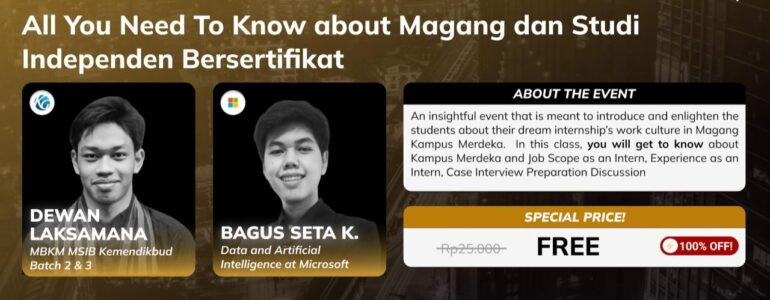 All You Need To Know about Magang dan Studi
Independen Bersertifikat
DEWAN
LAKSAMANA
MBKM MSIB Kemendikbud
Batch 2 & 3
BAGUS SETA K.
Data and Artificial
Intelligence at Microsoft
ABOUT THE EVENT
An insightful event that is meant to introduce and enlighten the
students about their dream internship's work culture in Magang
Kampus Merdeka. In this class, you will get to know about
Kampus Merdeka and Job Scope as an Intern, Experience as an
Intern, Case Interview Preparation Discussion
SPECIAL PRICE!
Rp25.000
FREE
100% OFF!